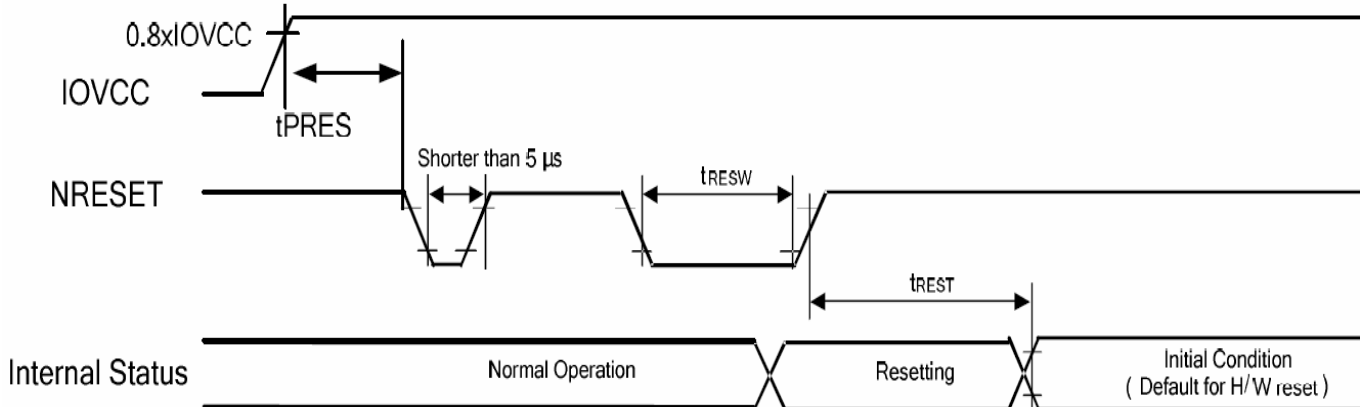 0.8xIOVCC
IOVCC
tPRES
Shorter than 5 µs
NRESET
tRESW
tREST
Internal Status
Normal Operation
Resetting
Initial Condition
( Default for H/W reset )